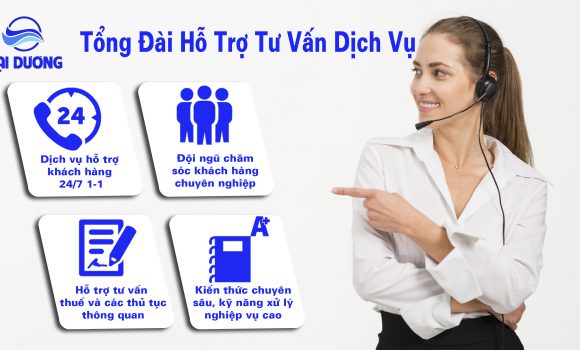 Tổng Đài Hỗ Trợ Tư Vấn Dịch Vụ
ẠI DƯƠNG
24
Dịch vụ hỗ trợ
khách hàng
24/7 1-1
Đội ngũ chăm
sóc khách hàng
chuyên nghiệp
Hỗ trợ tư vấn
thuế và các thủ tục
thông quan
A+
Kiến thức chuyên
sâu, kỹ năng xử lý
nghiệp vụ cao